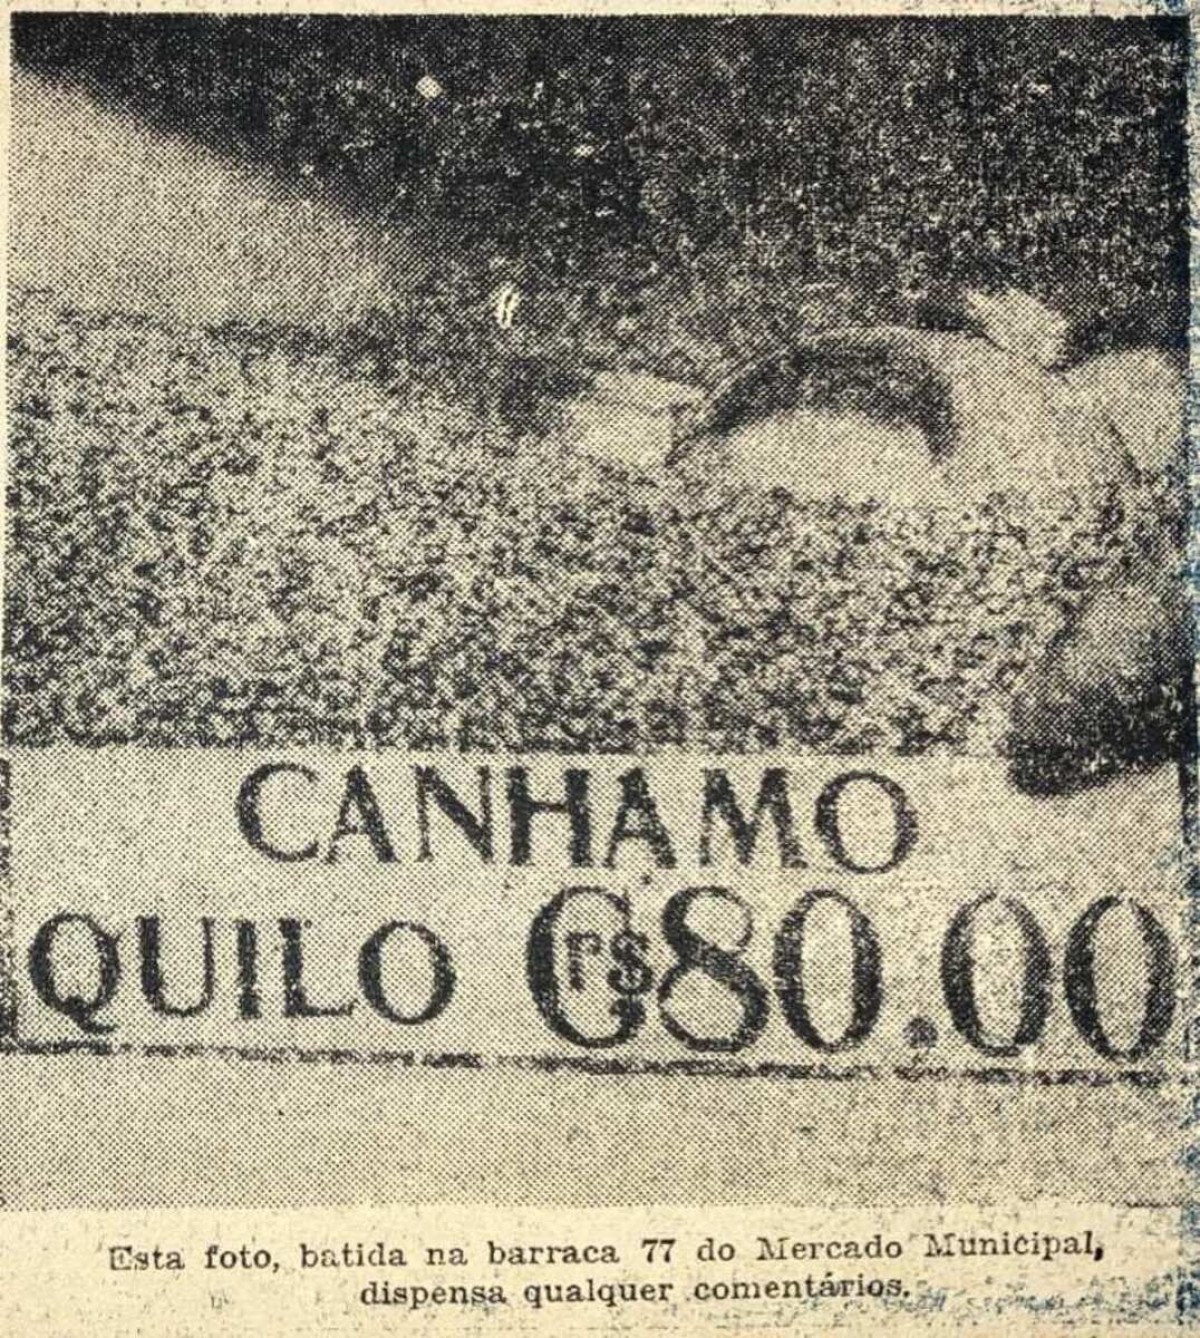 CANHAMO
QUILO Cr$80.00
Esta foto, batida na barraca 77 do Mercado Municipal,
dispensa qualquer comentários.